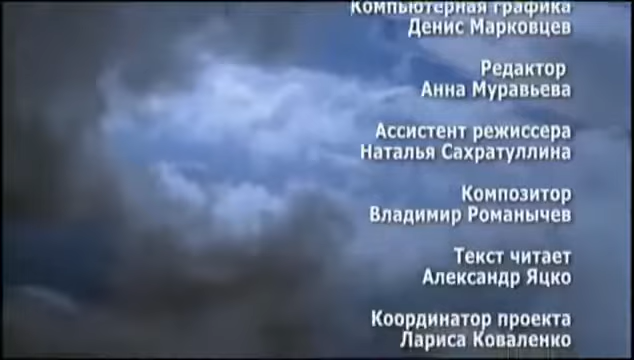 Компьютерная графика
Денис Марковцев
Редактор
Анна Муравьева
Ассистент режиссера
Наталья Сахратуллина
Композитор
Владимир Романычев
Текст читает
Александр Яцко
Координатор проекта
Лариса Коваленко